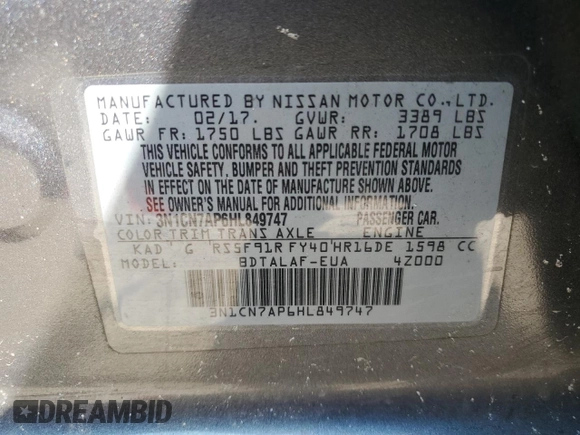 MANUFACTURED BY NISSAN MOTOR CO., LTD.
DATE: 02/17. GVWR: 3389 LBS
GAWR FR: 1750 LBS GAWR RR: 1708 LBS
THIS VEHICLE CONFORMS TO ALL APPLICABLE FEDERAL MOTOR
VEHICLE SAFETY, BUMPER AND THEFT PREVENTION STANDARDS
IN EFFECT ON THE DATE OF MANUFACTURE SHOWN ABOVE.
SEE OWNER'S MANUAL FOR ADDITIONAL INFORMATION.
VIN: 3N1CN7AP6HL849747 PASSENGER CAR.
COLOR TRIM TRANS AXLE ENGINE
KAD G RS5F91R FY40 HR16DE 1598 CC
MODEL: BDTALAF-EUA 4Z000
3N1CN7AP6HL849747
DREAMBID